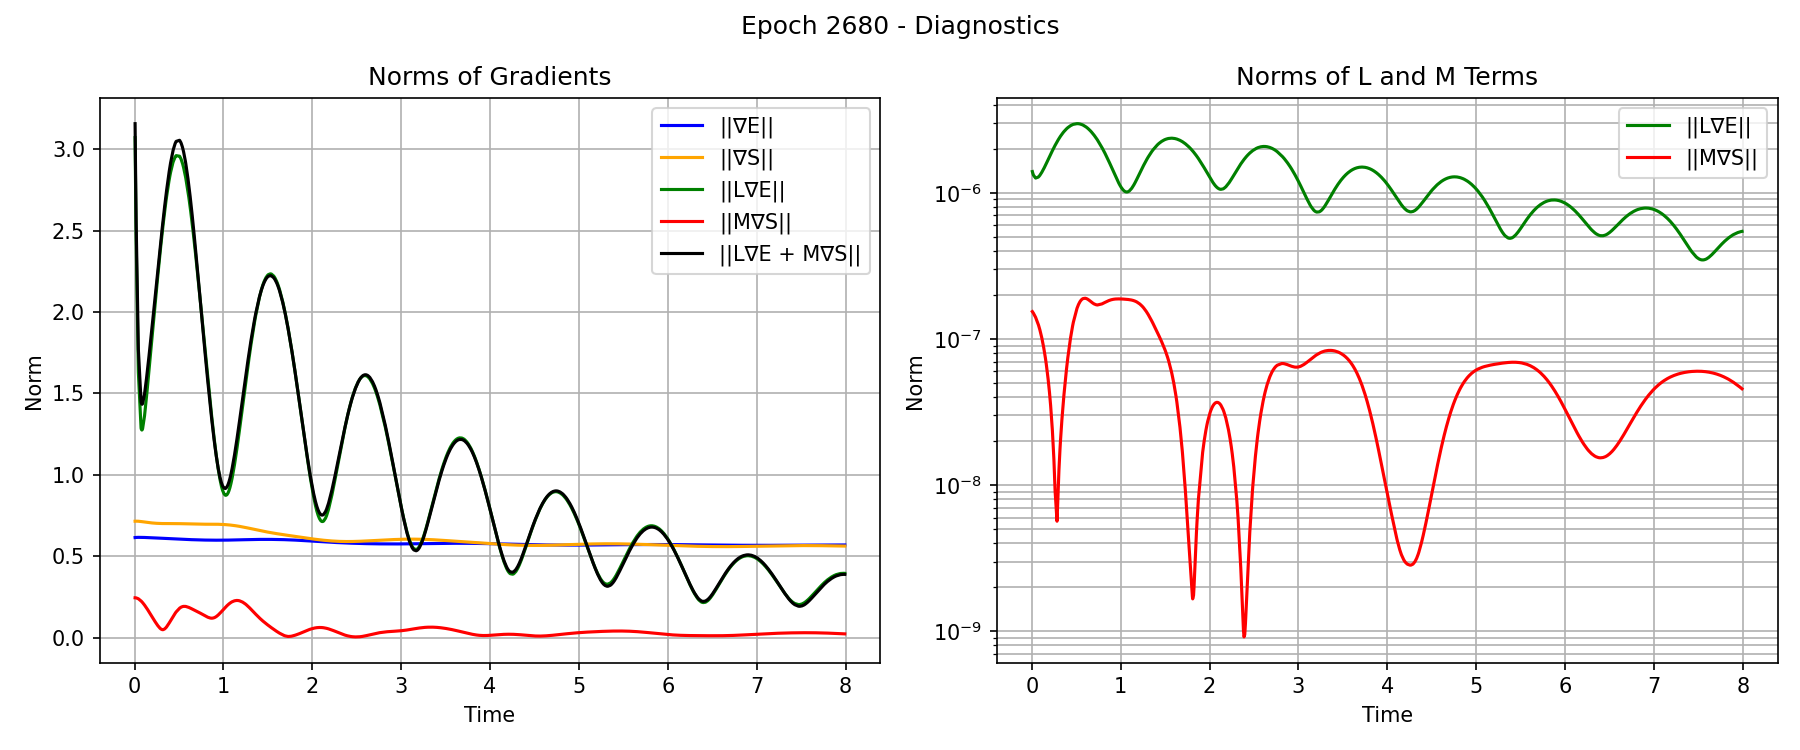 Epoch 2680 - Diagnostics
Norms of Gradients
Norm
3.0
2.5
2.0
1.5
1.0
0.5
0.0
0 1 2 3 4 5 6 7 8
Time
||∇E||
||∇S||
||L∇E||
||M∇S||
||L∇E + M∇S||
Norms of L and M Terms
Norm
10⁻⁶
10⁻⁷
10⁻⁸
10⁻⁹
0 1 2 3 4 5 6 7 8
Time
||L∇E||
||M∇S||